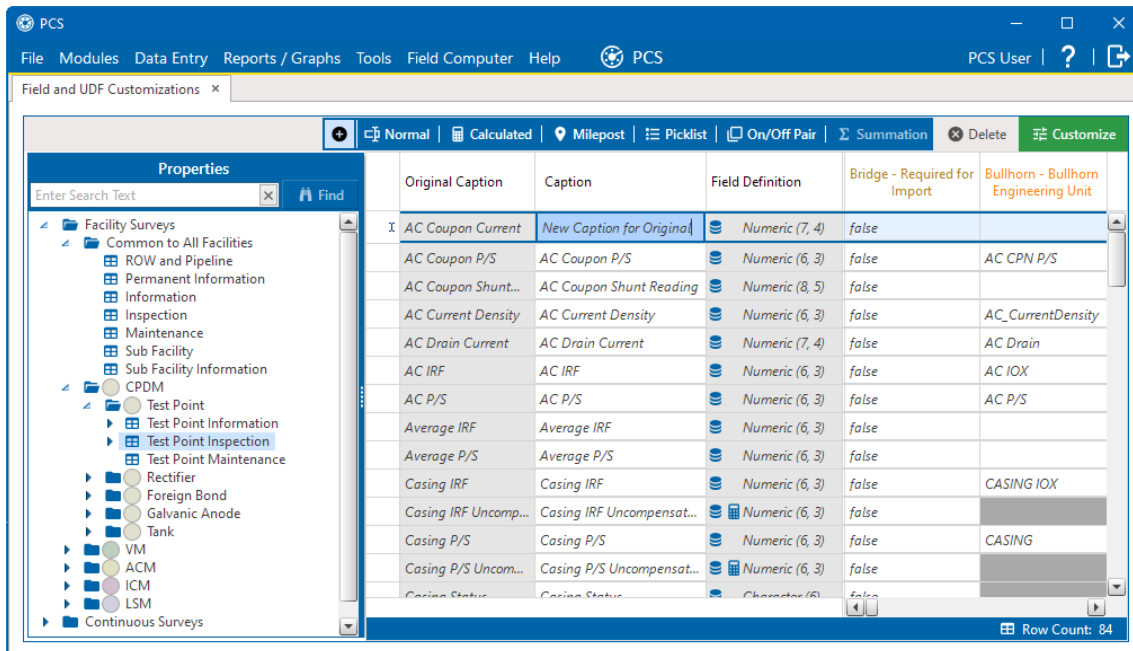 PCS
File Modules Data Entry Reports / Graphs Tools Field Computer Help PCS PCS User | ? |
Field and UDF Customizations ×
Normal | Calculated | Milepost | Picklist | On/Off Pair | Σ Summation Delete Customize
Properties
Enter Search Text × Find
Facility Surveys
Common to All Facilities
ROW and Pipeline
Permanent Information
Information
Inspection
Maintenance
Sub Facility
Sub Facility Information
CPDM
Test Point
Test Point Information
Test Point Inspection
Test Point Maintenance
Rectifier
Foreign Bond
Galvanic Anode
Tank
VM
ACM
ICM
LSM
Continuous Surveys
Original Caption Caption Field Definition Bridge - Required for Import Bullhorn - Bullhorn Engineering Unit
AC Coupon Current New Caption for Original Numeric (7, 4) false
AC Coupon P/S AC Coupon P/S Numeric (6, 3) false AC CPN P/S
AC Coupon Shunt... AC Coupon Shunt Reading Numeric (8, 5) false
AC Current Density AC Current Density Numeric (6, 3) false AC_CurrentDensity
AC Drain Current AC Drain Current Numeric (7, 4) false AC Drain
AC IRF AC IRF Numeric (6, 3) false AC IOX
AC P/S AC P/S Numeric (6, 3) false AC P/S
Average IRF Average IRF Numeric (6, 3) false
Average P/S Average P/S Numeric (6, 3) false
Casing IRF Casing IRF Numeric (6, 3) false CASING IOX
Casing IRF Uncomp... Casing IRF Uncompensat... Numeric (6, 3) false
Casing P/S Casing P/S Numeric (6, 3) false CASING
Casing P/S Uncom... Casing P/S Uncompensat... Numeric (6, 3) false
Casing Status Casing Status Character (6) false
Row Count: 84